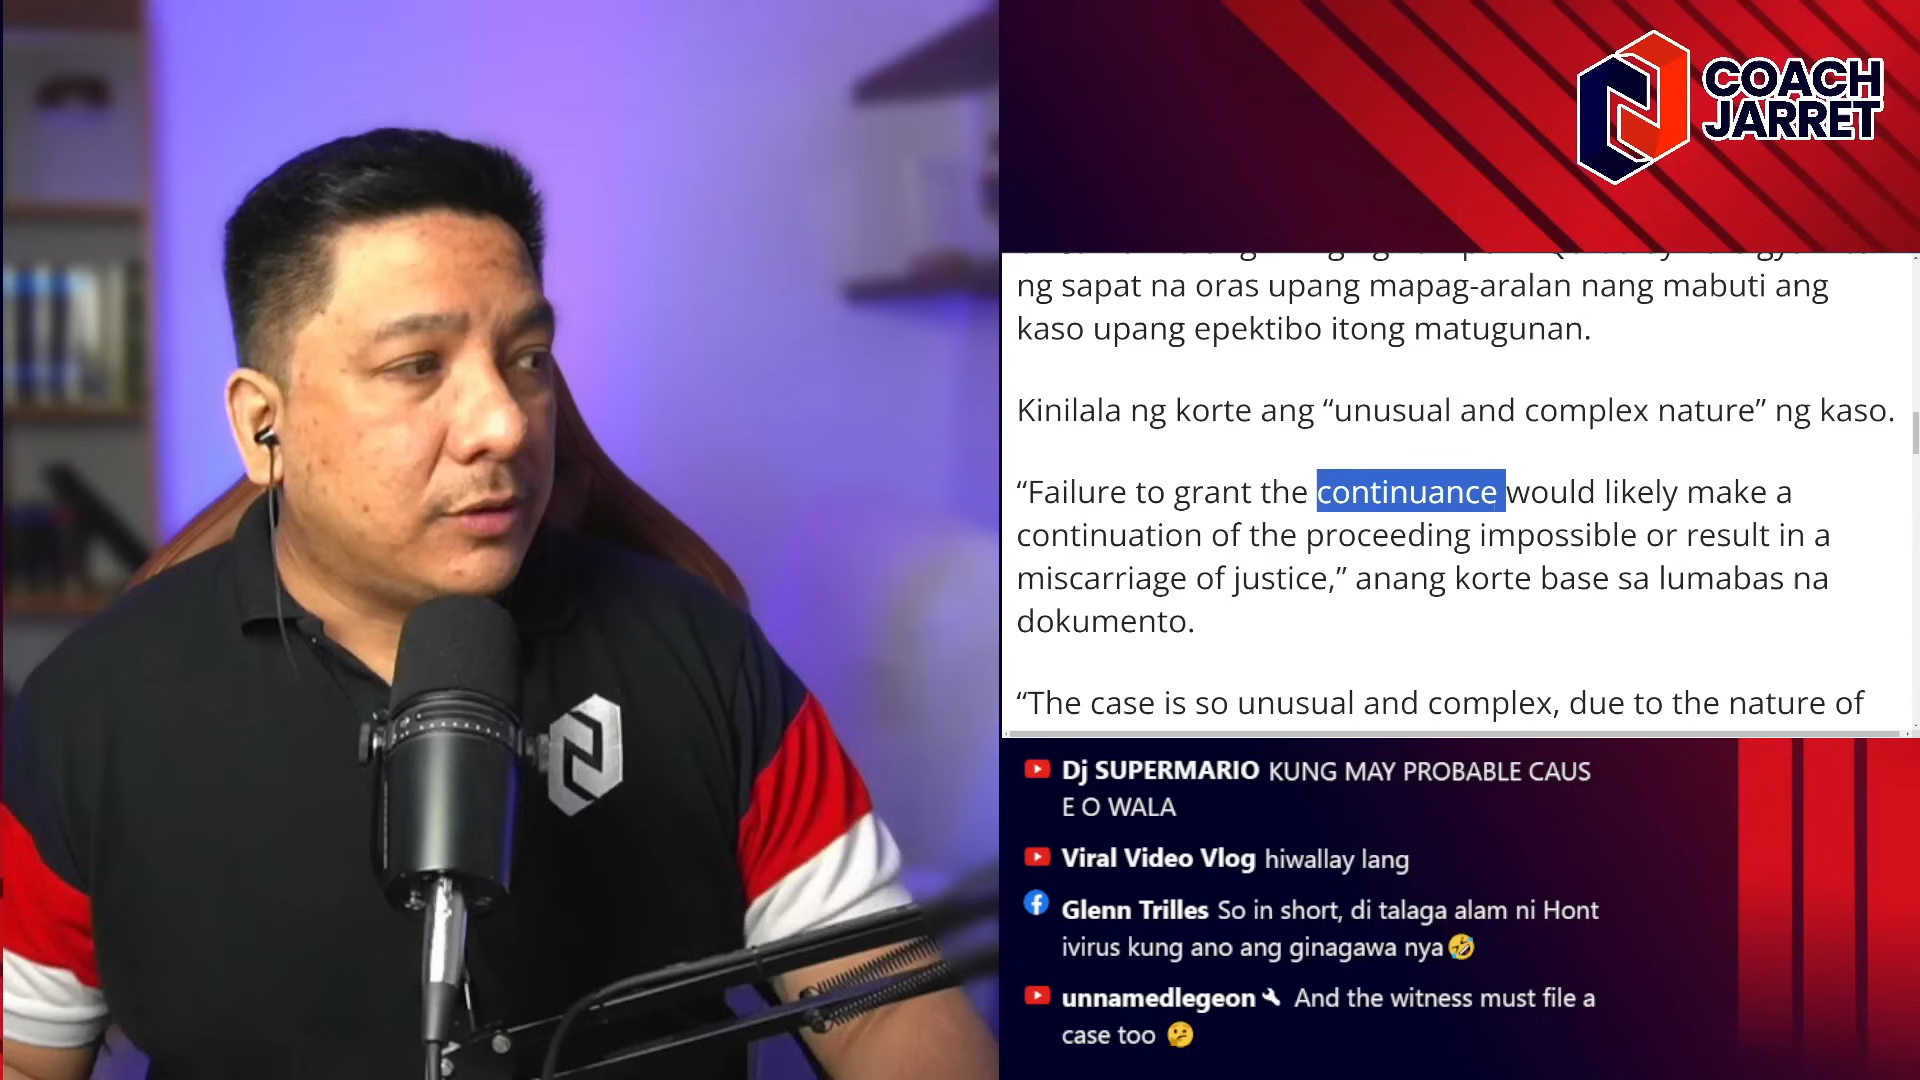 COACH
JARRET
ng sapat na oras upang mapag-aralan nang mabuti ang
kaso upang epektibo itong matugunan.
Kinilala ng korte ang “unusual and complex nature” ng kaso.
“Failure to grant the continuance would likely make a
continuation of the proceeding impossible or result in a
miscarriage of justice,” anang korte base sa lumabas na
dokumento.
“The case is so unusual and complex, due to the nature of
Dj SUPERMARIO KUNG MAY PROBABLE CAUS
E O WALA
Viral Video Vlog hiwallay lang
Glenn Trilles So in short, di talaga alam ni Hont
ivirus kung ano ang ginagawa nya🤣
unnamedlegeon And the witness must file a
case too 🤔